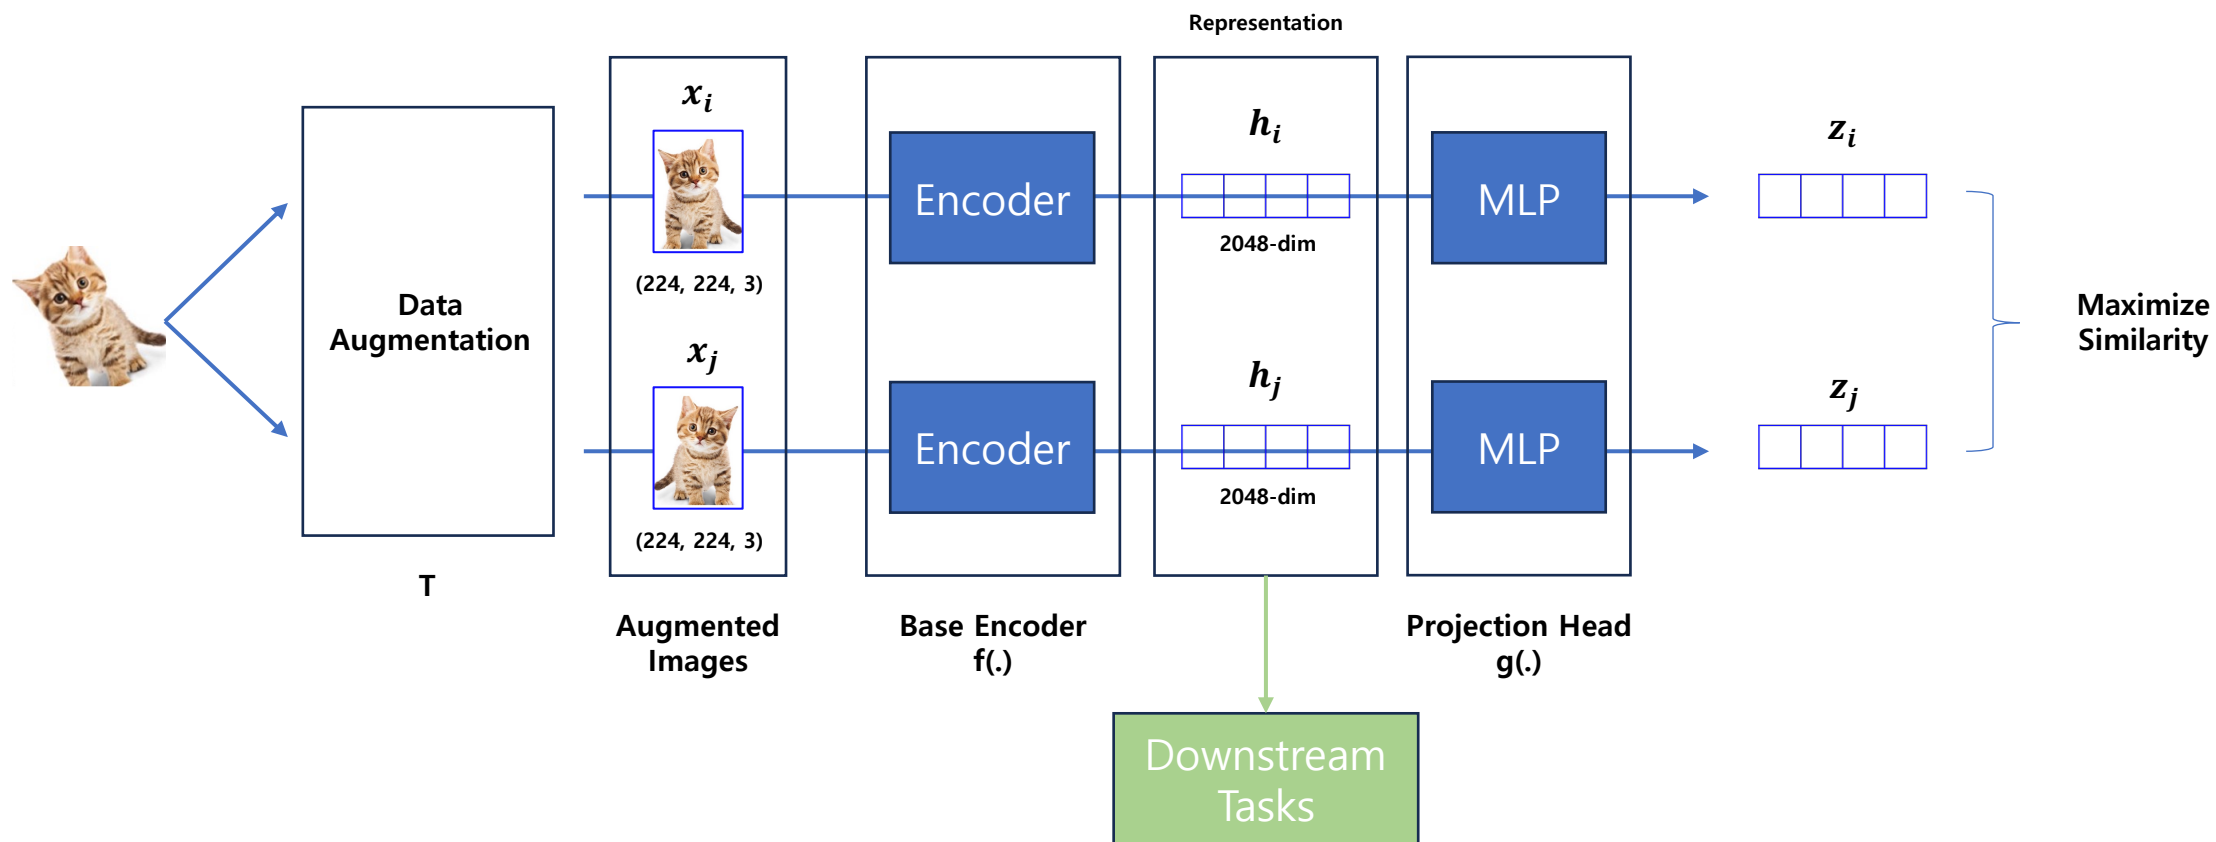 Representation
Data
Augmentation
T
x_i
(224, 224, 3)
x_j
(224, 224, 3)
Augmented
Images
Encoder
Encoder
Base Encoder
f(.)
h_i
2048-dim
h_j
2048-dim
MLP
MLP
Projection Head
g(.)
z_i
z_j
Maximize
Similarity
Downstream
Tasks